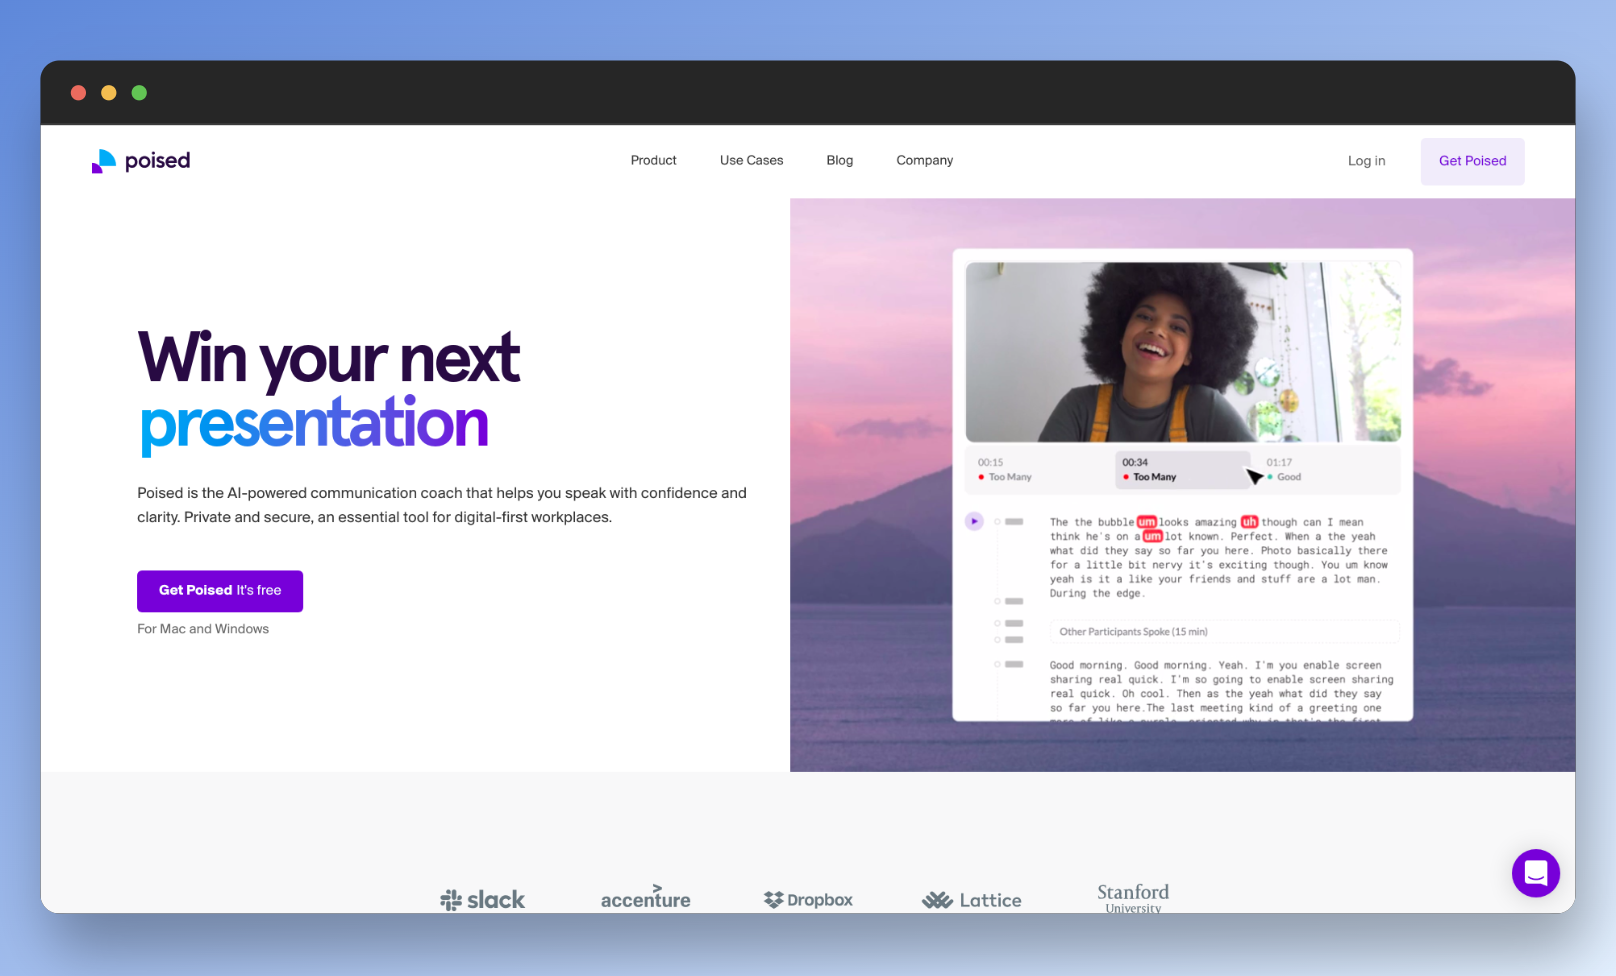 poised
Product
Use Cases
Blog
Company
Log in
Get Poised
Win your next
presentation
Poised is the AI-powered communication coach that helps you speak with confidence and
clarity. Private and secure, an essential tool for digital-first workplaces.
Get Poised It's free
For Mac and Windows
00:15
Too Many
00:34
Too Many
01:17
Good
The the bubble um looks amazing uh though can I mean
think he's on a um lot known. Perfect. When a the yeah
what did they say so far you here. Photo basically there
for a little bit nervy it's exciting though. You um know
yeah is it a like your friends and stuff are a lot man.
During the edge.
Other Participants Spoke (15 min)
Good morning. Good morning. Yeah. I'm you enable screen
sharing real quick. I'm so going to enable screen sharing
real quick. Oh cool. Then as the yeah what did they say
so far you here.The last meeting kind of a greeting one
slack
accenture
Dropbox
Lattice
Stanford
University